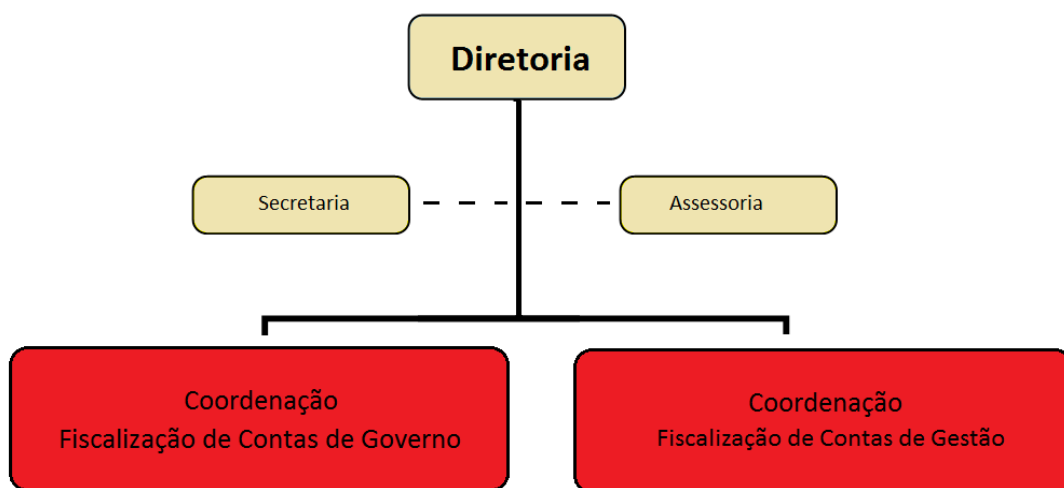 Diretoria
Secretaria
Assessoria
Coordenação
Fiscalização de Contas de Governo
Coordenação
Fiscalização de Contas de Gestão